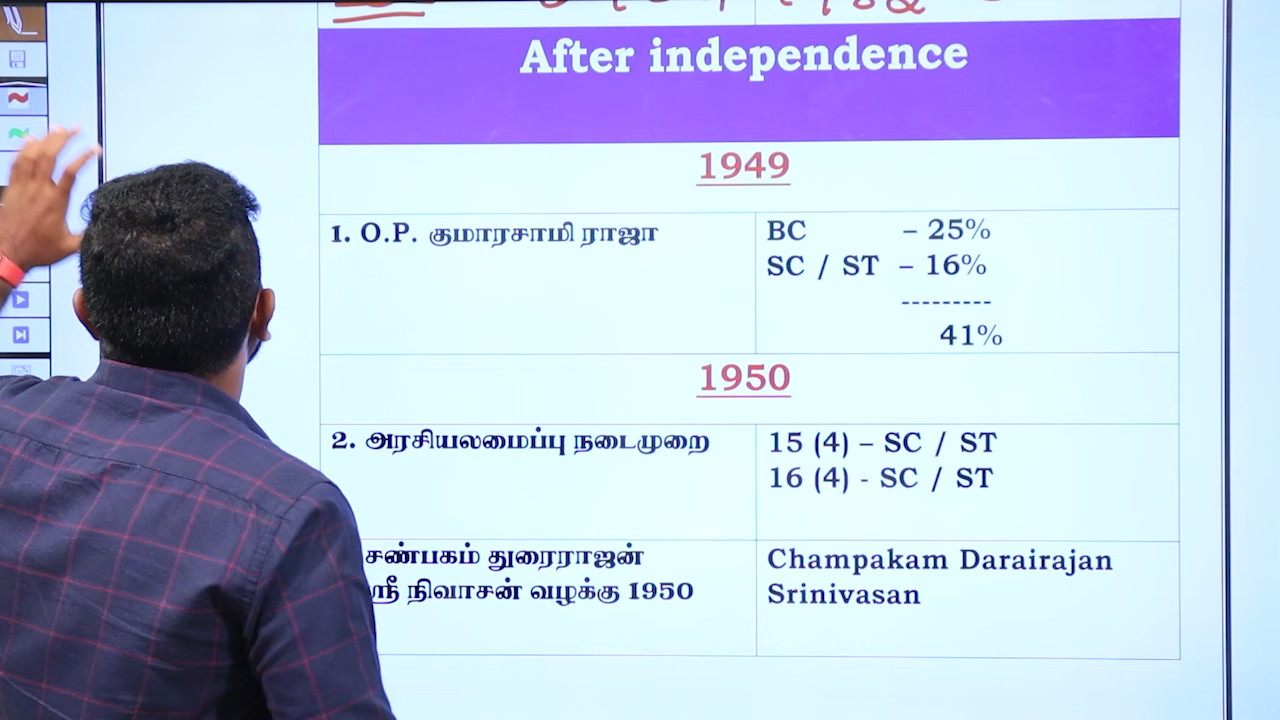 After independence
1949
1. O.P. குமாரசாமி ராஜா
BC – 25%
SC / ST – 16%
---------
41%
1950
2. அரசியலமைப்பு நடைமுறை
15 (4) – SC / ST
16 (4) - SC / ST
சண்பகம் துரைராஜன்
ஸ்ரீ நிவாசன் வழக்கு 1950
Champakam Darairajan
Srinivasan